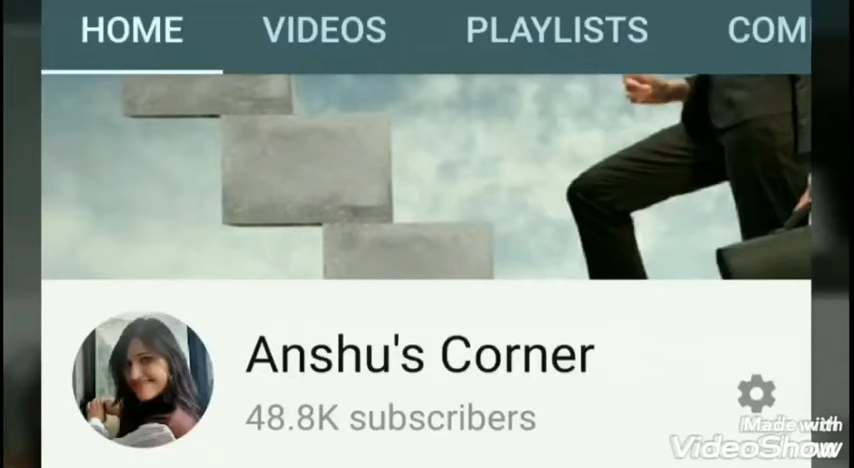 HOME VIDEOS PLAYLISTS COM
Anshu's Corner
48.8K subscribers
Made with
VideoShow